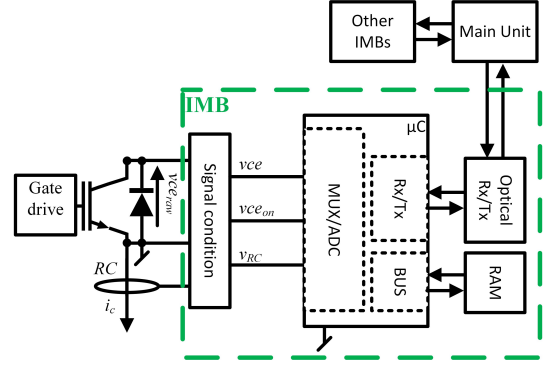 Other
IMBs
Main Unit
IMB
μC
Gate
drive
vce_raw
Signal condition
vce
vce_on
v_RC
MUX/ADC
Rx/Tx
BUS
Optical
Rx/Tx
RAM
RC
i_c